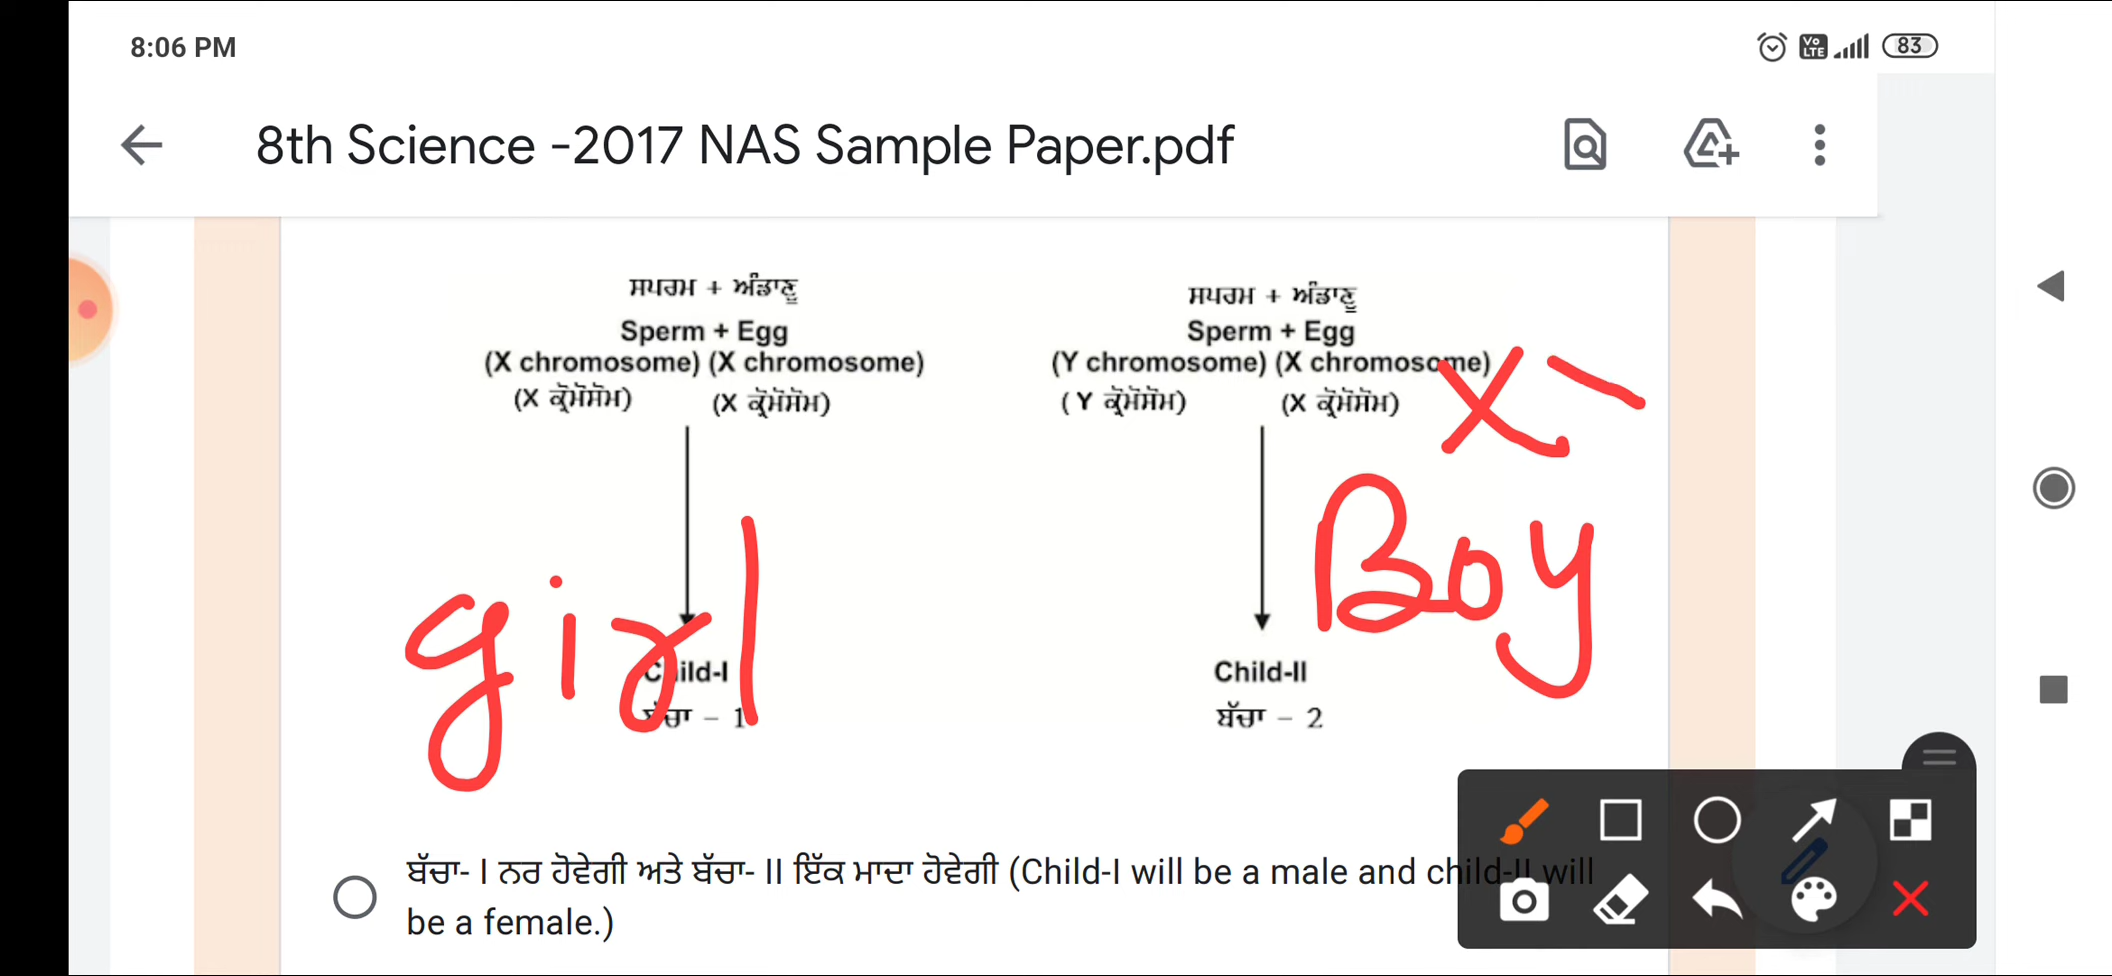 8:06 PM
Vo LTE
83
8th Science -2017 NAS Sample Paper.pdf
ਸਪਰਮ + ਅੰਡਾਣੂ
Sperm + Egg
(X chromosome) (X chromosome)
(X ਕ੍ਰੋਮੋਸੋਮ) (X ਕ੍ਰੋਮੋਸੋਮ)
ਸਪਰਮ + ਅੰਡਾਣੂ
Sperm + Egg
(Y chromosome) (X chromosome)
( Y ਕ੍ਰੋਮੋਸੋਮ) (X ਕ੍ਰੋਮੋਸੋਮ)
X
girl
Boy
Child-I
ਬੱਚਾ – 1
Child-II
ਬੱਚਾ – 2
ਬੱਚਾ- I ਨਰ ਹੋਵੇਗੀ ਅਤੇ ਬੱਚਾ- II ਇੱਕ ਮਾਦਾ ਹੋਵੇਗੀ (Child-I will be a male and child-II will
be a female.)